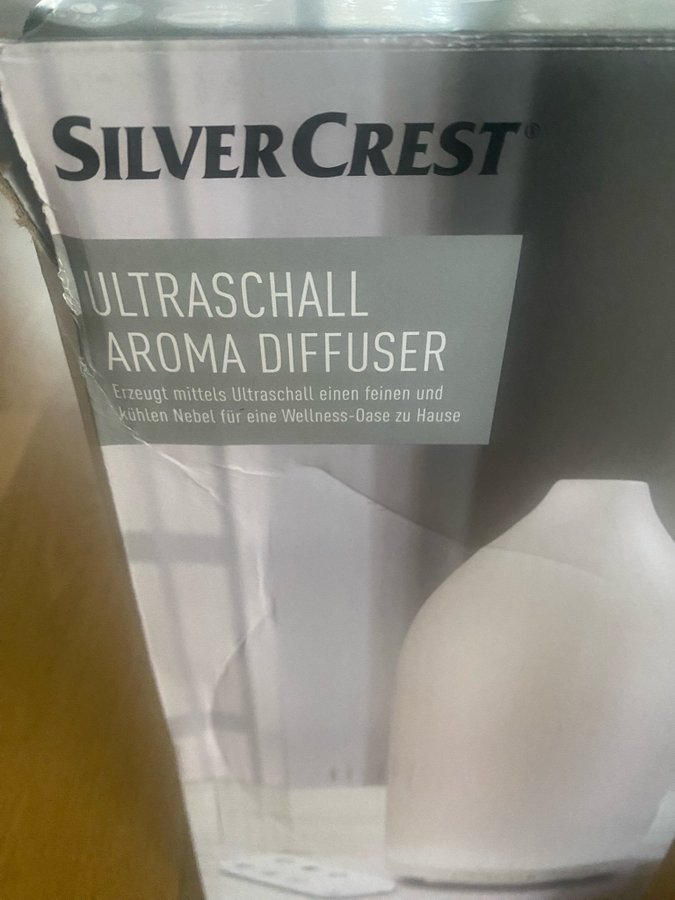 SILVERCREST®
ULTRASCHALL
AROMA DIFFUSER
Erzeugt mittels Ultraschall einen feinen und
kühlen Nebel für eine Wellness-Oase zu Hause